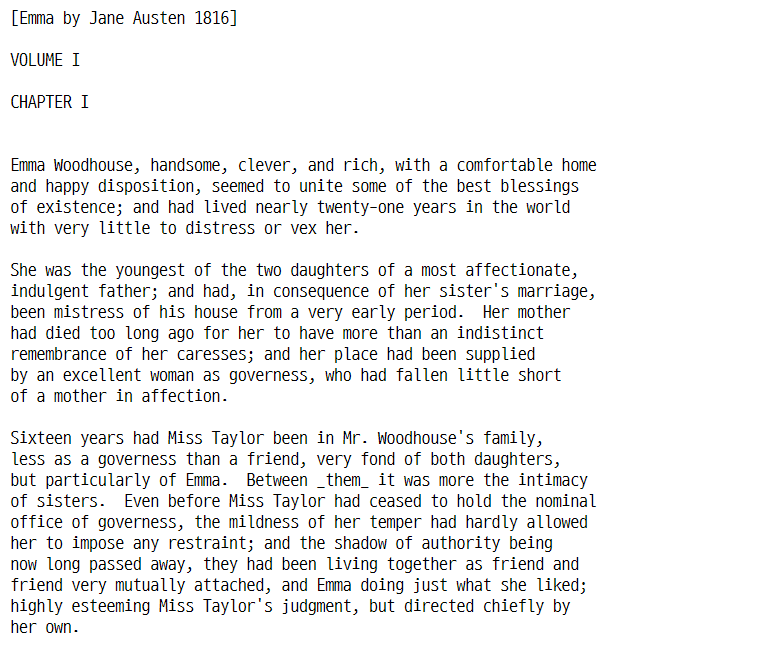 [Emma by Jane Austen 1816]
VOLUME I
CHAPTER I
Emma Woodhouse, handsome, clever, and rich, with a comfortable home
and happy disposition, seemed to unite some of the best blessings
of existence; and had lived nearly twenty-one years in the world
with very little to distress or vex her.
She was the youngest of the two daughters of a most affectionate,
indulgent father; and had, in consequence of her sister's marriage,
been mistress of his house from a very early period.  Her mother
had died too long ago for her to have more than an indistinct
remembrance of her caresses; and her place had been supplied
by an excellent woman as governess, who had fallen little short
of a mother in affection.
Sixteen years had Miss Taylor been in Mr. Woodhouse's family,
less as a governess than a friend, very fond of both daughters,
but particularly of Emma.  Between _them_ it was more the intimacy
of sisters.  Even before Miss Taylor had ceased to hold the nominal
office of governess, the mildness of her temper had hardly allowed
her to impose any restraint; and the shadow of authority being
now long passed away, they had been living together as friend and
friend very mutually attached, and Emma doing just what she liked;
highly esteeming Miss Taylor's judgment, but directed chiefly by
her own.